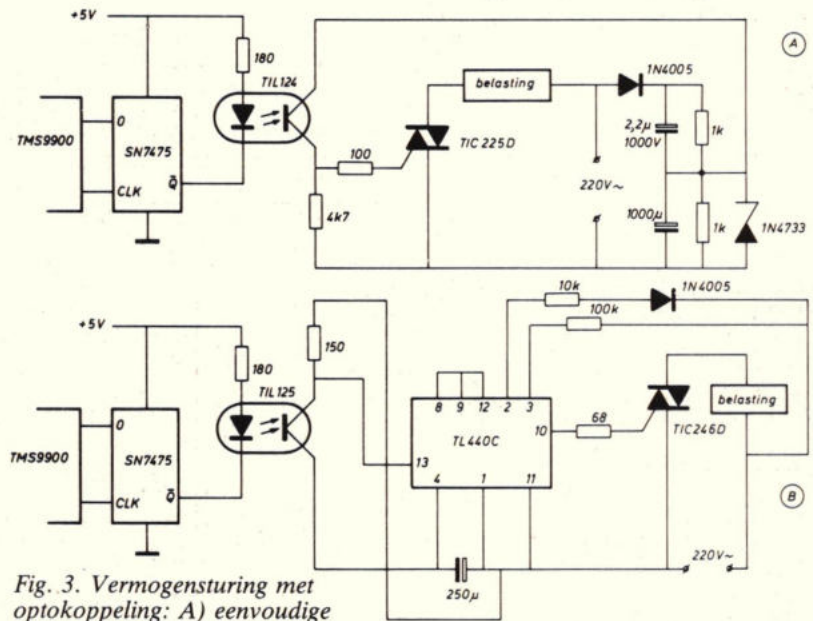 +5V
180
TIL124
TMS9900
0
SN7475
CLK
Q̄
100
4k7
belasting
TIC 225D
220V~
1N4005
2,2µ
1000V
1k
1000µ
1k
1N4733
A
+5V
180
TIL125
TMS9900
0
SN7475
CLK
Q̄
150
10k
1N4005
100k
8 9 12 2 3
TL440C
10
13
4 1 11
68
TIC246D
belasting
250µ
220V~
B
Fig. 3. Vermogensturing met
optokoppeling: A) eenvoudige